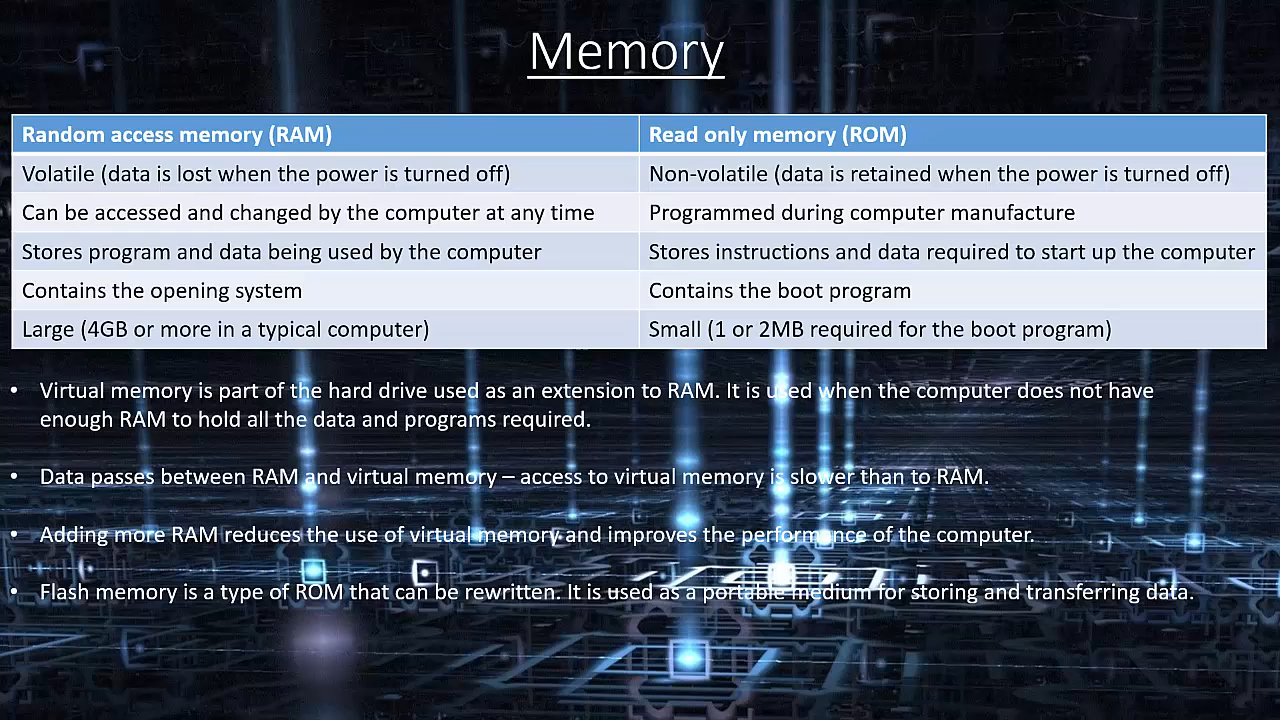 Memory
Random access memory (RAM)
Read only memory (ROM)
Volatile (data is lost when the power is turned off)
Non-volatile (data is retained when the power is turned off)
Can be accessed and changed by the computer at any time
Programmed during computer manufacture
Stores program and data being used by the computer
Stores instructions and data required to start up the computer
Contains the opening system
Contains the boot program
Large (4GB or more in a typical computer)
Small (1 or 2MB required for the boot program)
• Virtual memory is part of the hard drive used as an extension to RAM. It is used when the computer does not have
enough RAM to hold all the data and programs required.
• Data passes between RAM and virtual memory – access to virtual memory is slower than to RAM.
• Adding more RAM reduces the use of virtual memory and improves the performance of the computer.
• Flash memory is a type of ROM that can be rewritten. It is used as a portable medium for storing and transferring data.